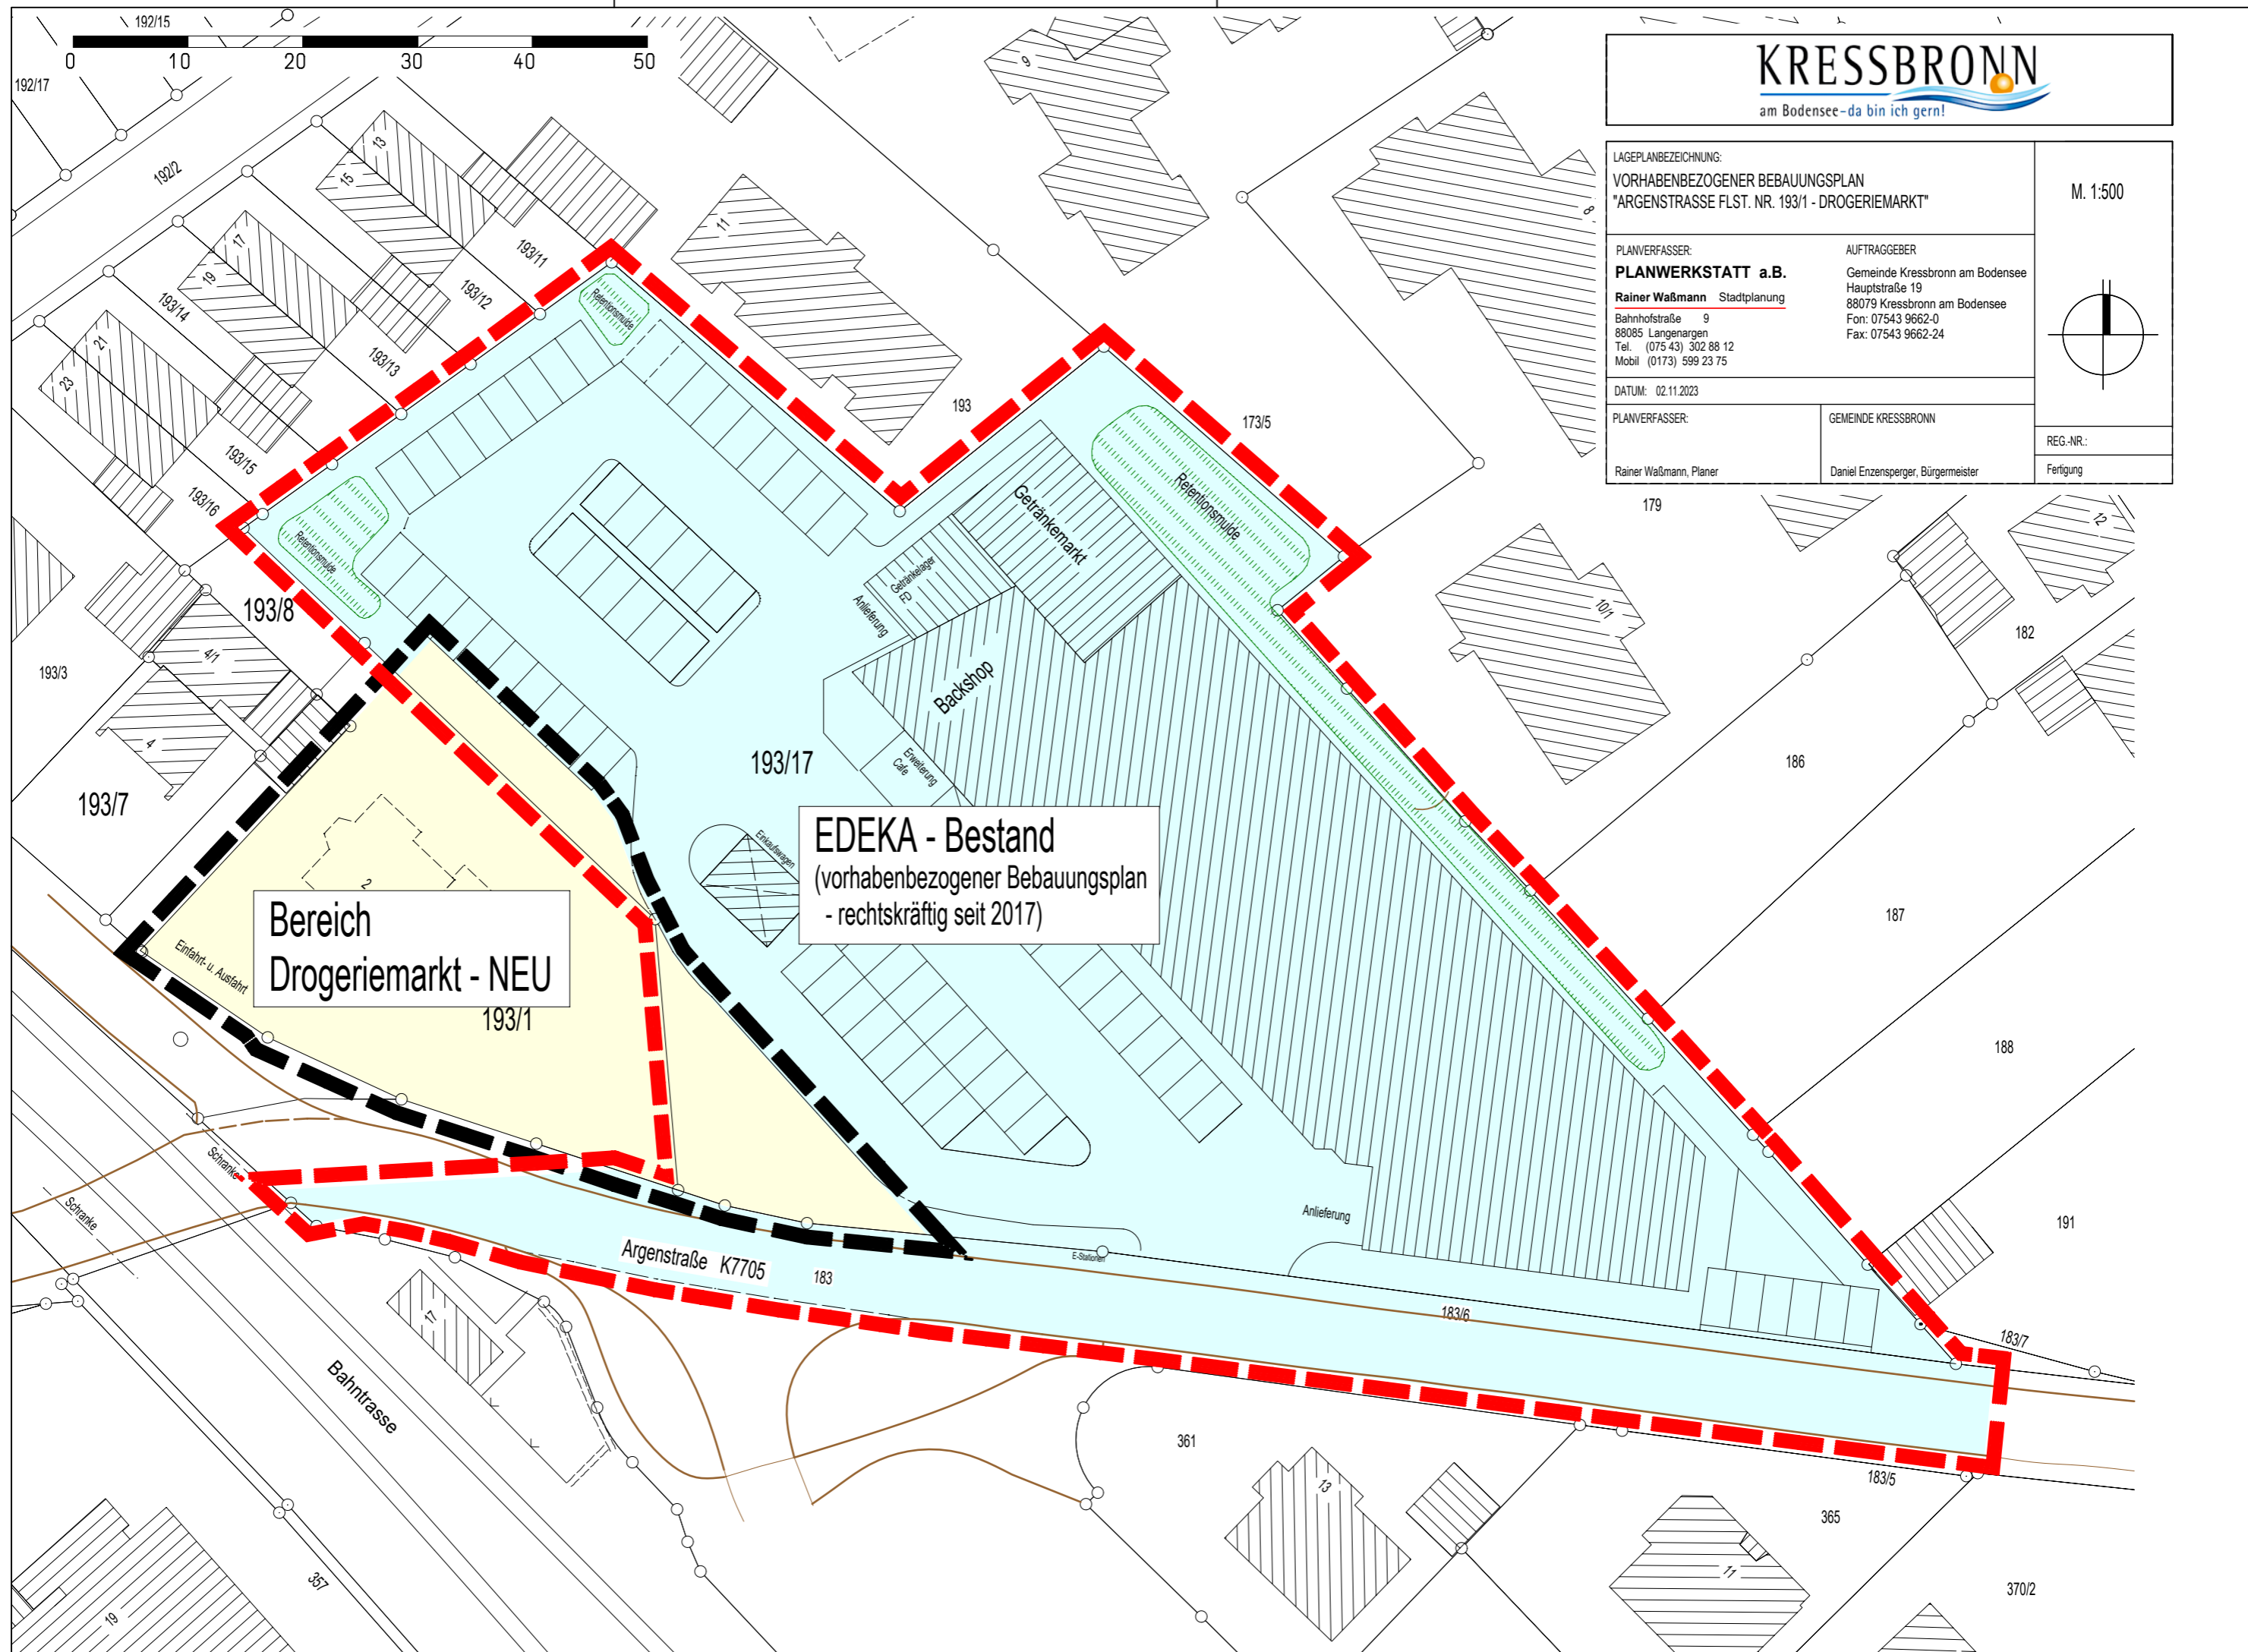 192/15
0 10 20 30 40 50
192/17
192/2
KRESSBRONN
am Bodensee-da bin ich gern!
LAGEPLANBEZEICHNUNG:
VORHABENBEZOGENER BEBAUUNGSPLAN
"ARGENSTRASSE FLST. NR. 193/1 - DROGERIEMARKT"
M. 1:500
PLANVERFASSER:
PLANWERKSTATT a.B.
Rainer Waßmann Stadtplanung
Bahnhofstraße 9
88085 Langenargen
Tel. (075 43) 302 88 12
Mobil (0173) 599 23 75
AUFTRAGGEBER
Gemeinde Kressbronn am Bodensee
Hauptstraße 19
88079 Kressbronn am Bodensee
Fon: 07543 9662-0
Fax: 07543 9662-24
DATUM: 02.11.2023
PLANVERFASSER:
Rainer Waßmann, Planer
GEMEINDE KRESSBRONN
Daniel Enzensperger, Bürgermeister
REG.-NR.:
Fertigung
9
8
13
15
11
17
19
21
23
193/11
193/12
193/14
193/13
193/15
193/16
193
173/5
179
12
10/1
182
186
187
188
191
Retentionsmulde
Retentionsmulde
Retentionsmulde
Getränkemarkt
Getränkelager
G F2
Anlieferung
Backshop
Erweiterung
Cafe
Einkaufswagen
193/8
193/3
4/1
4
193/7
193/17
2
EDEKA - Bestand
(vorhabenbezogener Bebauungsplan
- rechtskräftig seit 2017)
Bereich
Drogeriemarkt - NEU
193/1
Einfahrt- u. Ausfahrt
Schranke
Schranke
Argenstraße K7705
183
E-Stationen
Anlieferung
183/6
183/7
183/5
17
Bahntrasse
357
19
361
13
365
11
370/2